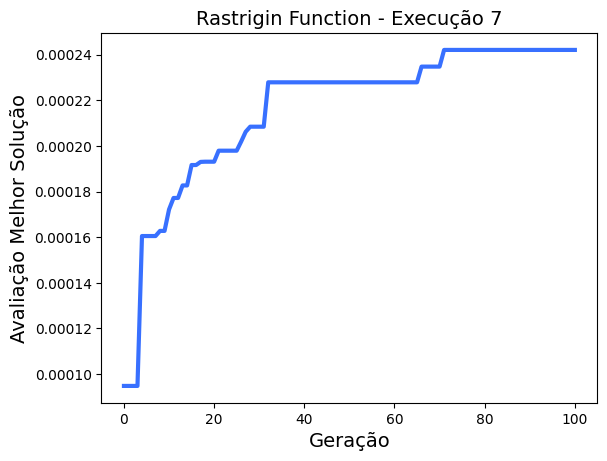 Rastrigin Function - Execução 7
Avaliação Melhor Solução
0.00024
0.00022
0.00020
0.00018
0.00016
0.00014
0.00012
0.00010
0 20 40 60 80 100
Geração